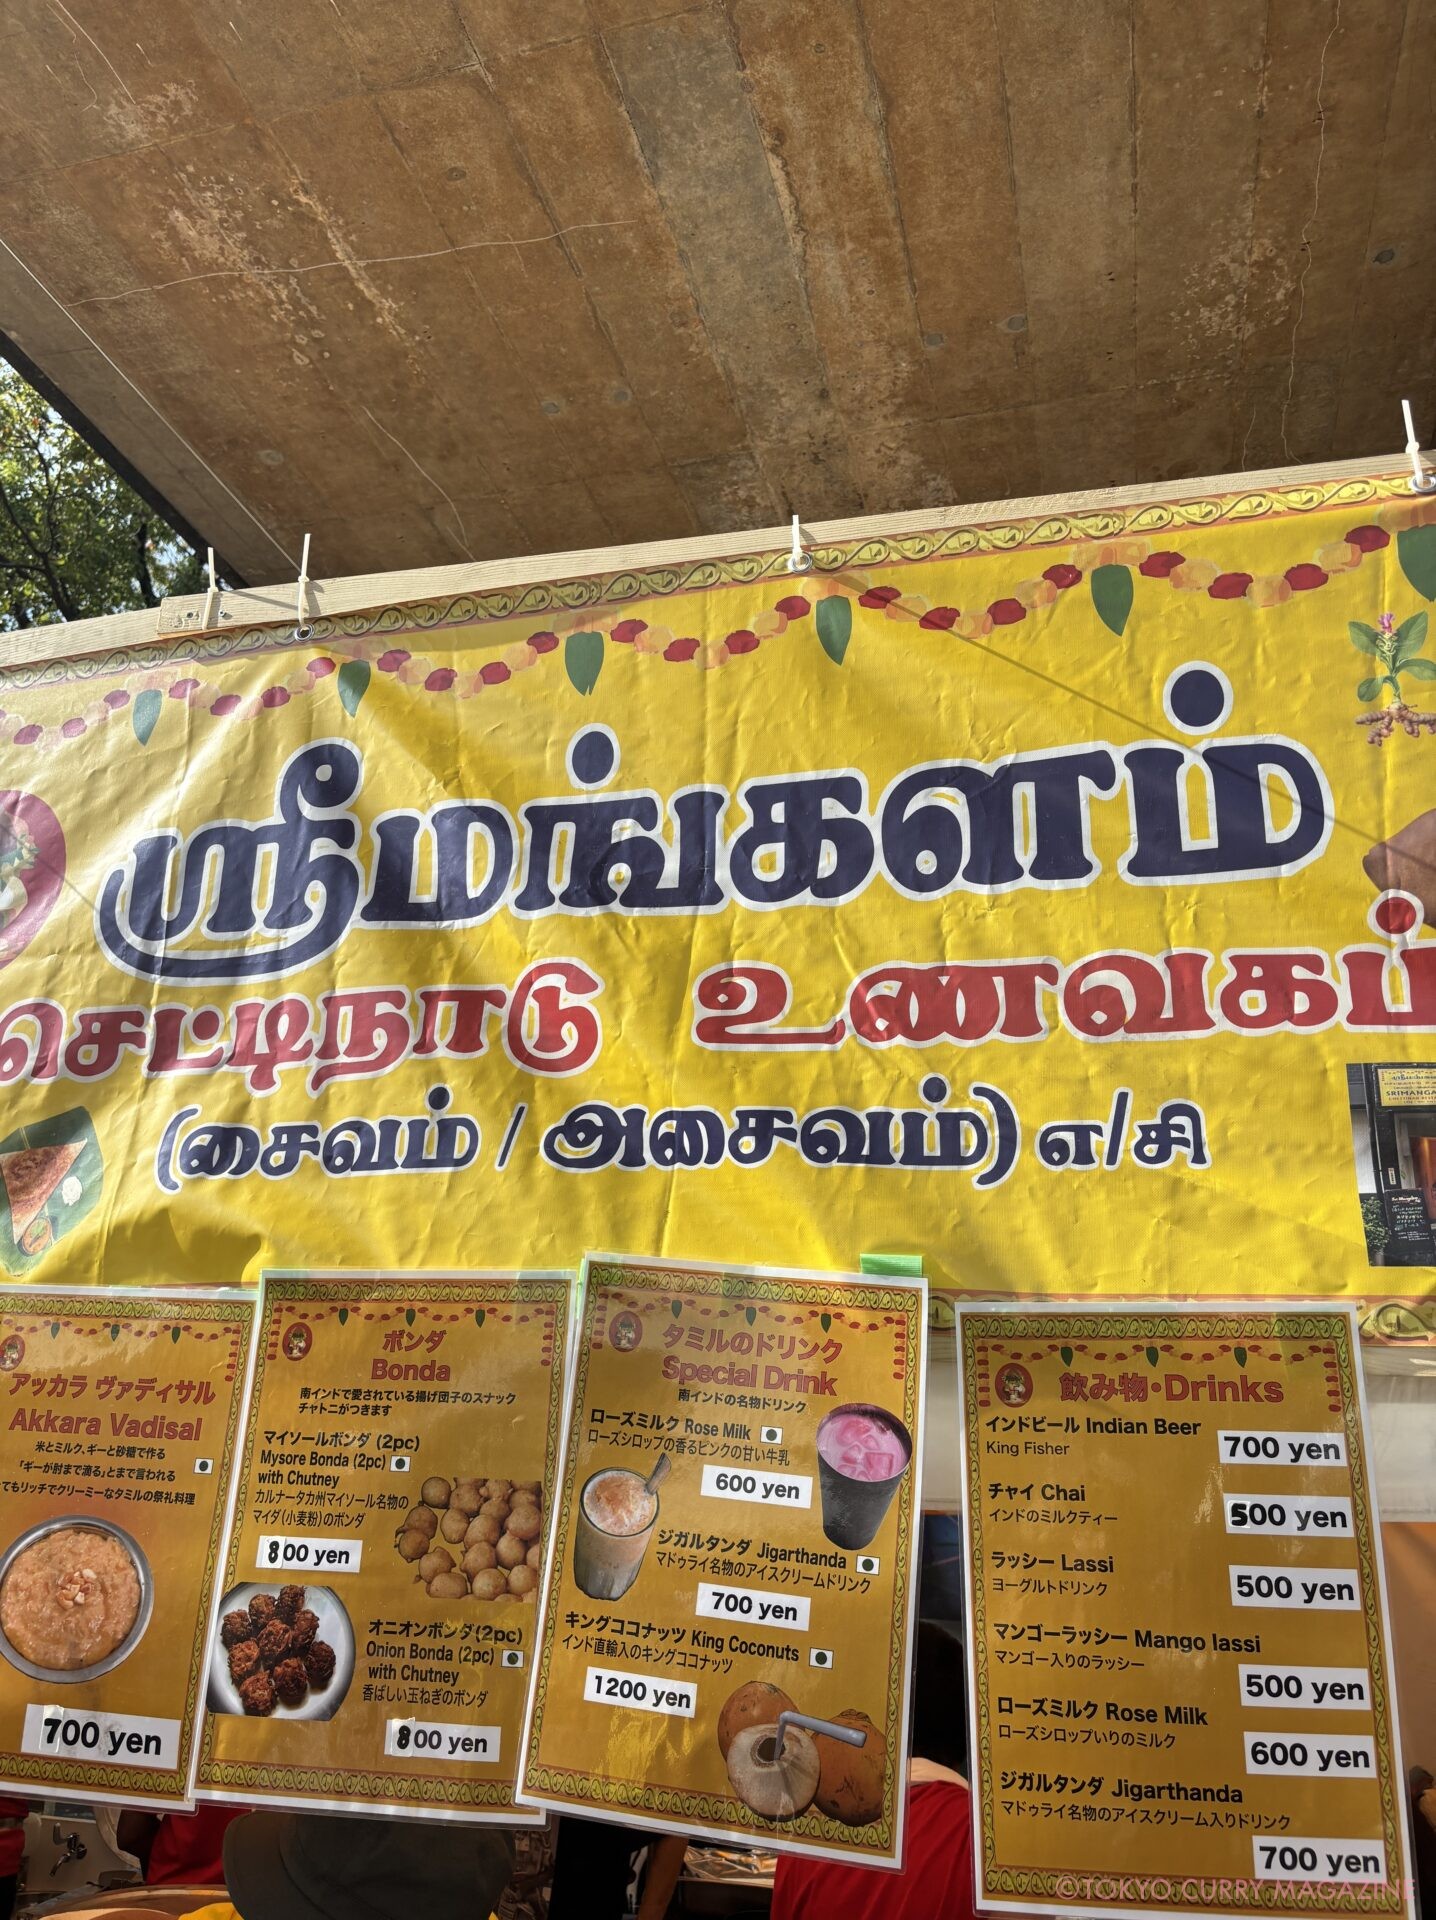 ஸ்ரீமங்களம்
செட்டிநாடு உணவகம்
(சைவம் / அசைவம்) எ/சி
SRIMANGA
アッカラ ヴァディサル
Akkara Vadisal
米とミルク、ギーと砂糖で作る
「ギーが肘まで滴る」とまで言われる
てもリッチでクリーミーなタミルの祭礼料理
700 yen
ボンダ
Bonda
南インドで愛されている揚げ団子のスナック
チャトニがつきます
マイソールボンダ (2pc)
Mysore Bonda (2pc)
with Chutney
カルナータカ州マイソール名物の
マイダ(小麦粉)のボンダ
800 yen
オニオンボンダ(2pc)
Onion Bonda (2pc)
with Chutney
香ばしい玉ねぎのボンダ
800 yen
タミルのドリンク
Special Drink
南インドの名物ドリンク
ローズミルク Rose Milk
ローズシロップの香るピンクの甘い牛乳
600 yen
ジガルタンダ Jigarthanda
マドゥライ名物のアイスクリームドリンク
700 yen
キングココナッツ King Coconuts
インド直輸入のキングココナッツ
1200 yen
飲み物・Drinks
インドビール Indian Beer
King Fisher
700 yen
チャイ Chai
インドのミルクティー
500 yen
ラッシー Lassi
ヨーグルトドリンク
500 yen
マンゴーラッシー Mango lassi
マンゴー入りのラッシー
500 yen
ローズミルク Rose Milk
ローズシロップいりのミルク
600 yen
ジガルタンダ Jigarthanda
マドゥライ名物のアイスクリーム入りドリンク
700 yen
©TOKYO CURRY MAGAZINE